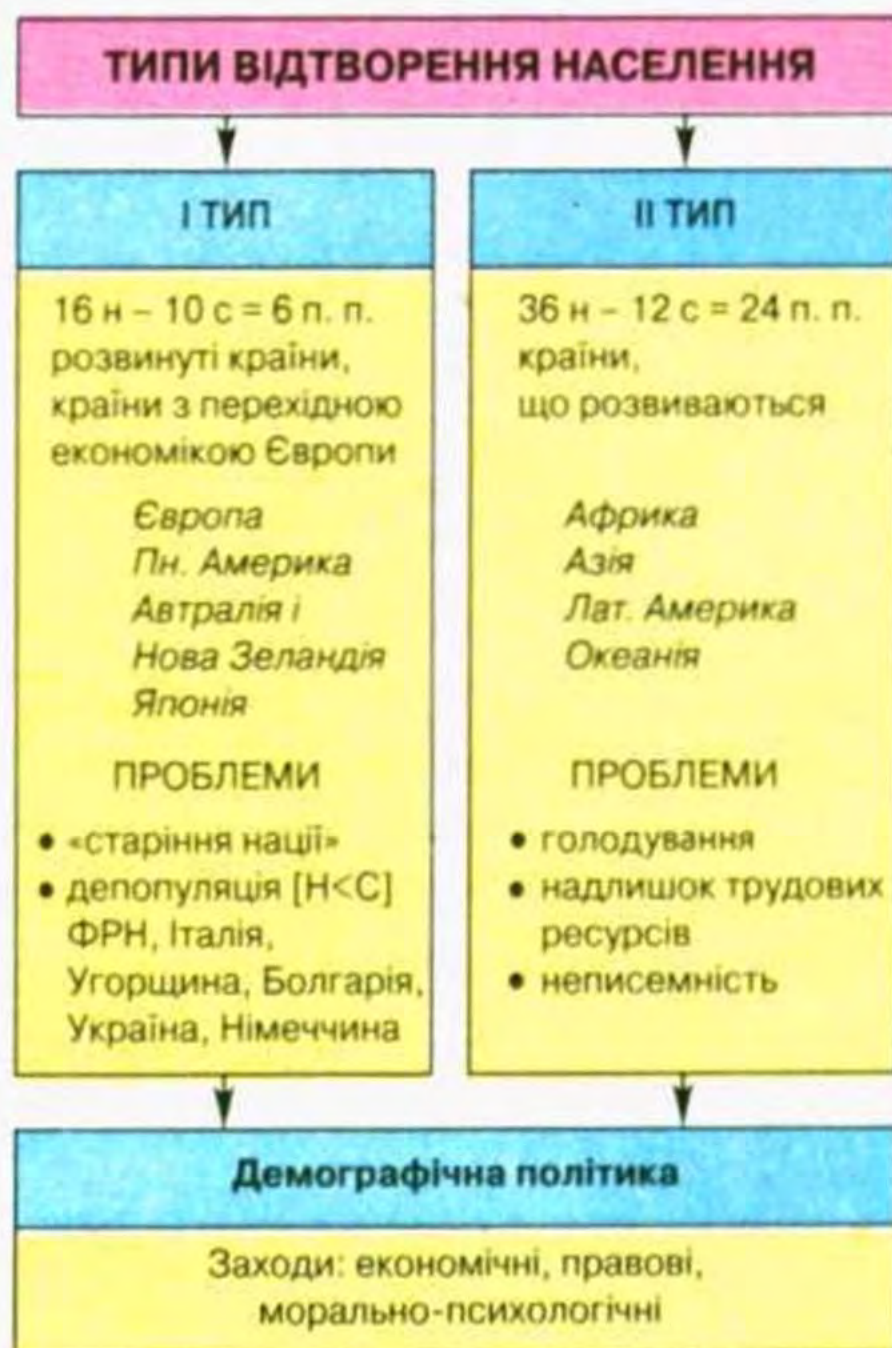 ТИПИ ВІДТВОРЕННЯ НАСЕЛЕННЯ
І ТИП
16 н – 10 с = 6 п. п.
розвинуті країни,
країни з перехідною
економікою Європи
Європа
Пн. Америка
Автралія і
Нова Зеландія
Японія
ПРОБЛЕМИ
• «старіння нації»
• депопуляція [Н<С]
ФРН, Італія,
Угорщина, Болгарія,
Україна, Німеччина
ІІ ТИП
36 н – 12 с = 24 п. п.
країни,
що розвиваються
Африка
Азія
Лат. Америка
Океанія
ПРОБЛЕМИ
• голодування
• надлишок трудових
ресурсів
• неписемність
Демографічна політика
Заходи: економічні, правові,
морально-психологічні